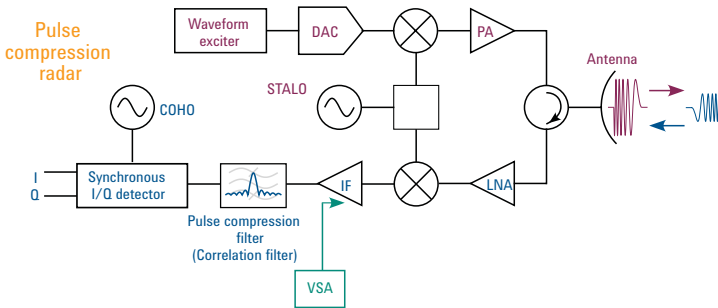 Pulse
compression
radar
Waveform
exciter
DAC
PA
Antenna
STALO
COHO
I
Q
Synchronous
I/Q detector
IF
LNA
Pulse compression
filter
(Correlation filter)
VSA